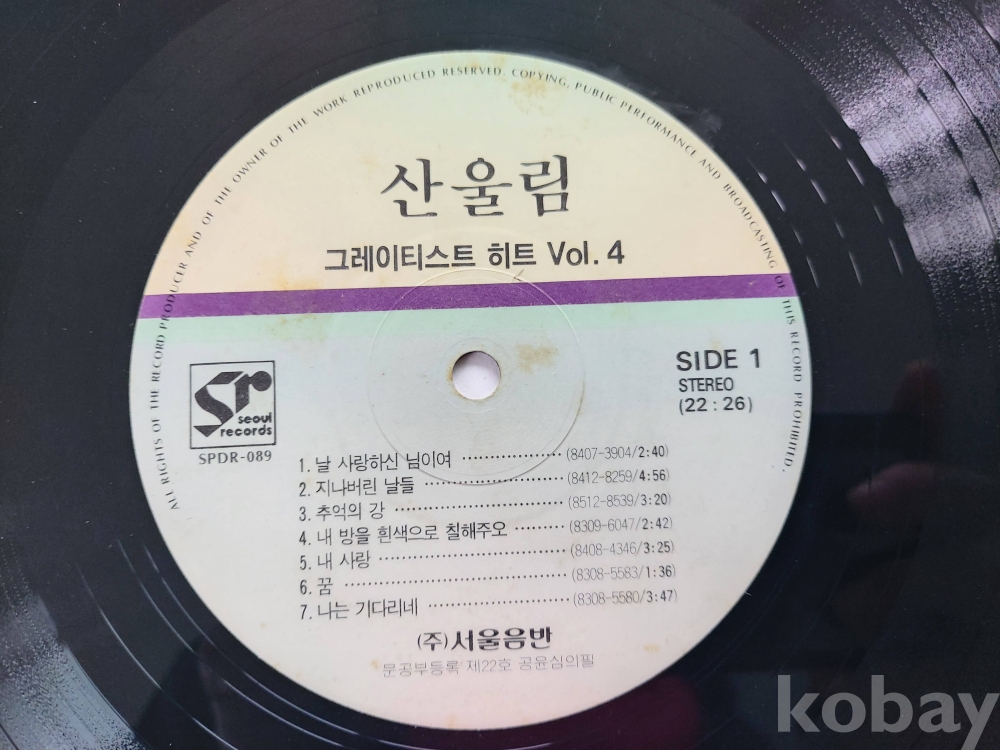 ALL RIGHTS OF THE RECORD PRODUCER AND OF THE OWNER OF THE WORK REPRODUCED RESERVED. COPYING, PUBLIC PERFORMANCE AND BROADCASTING OF THIS RECORD PROHIBITED.
산울림
그레이티스트 히트 Vol. 4
SIDE 1
STEREO
(22 : 26)
Sr
seoul
records
SPDR-089
1. 날 사랑하신 님이여 ·················· (8407-3904/2:40)
2. 지나버린 날들 ························· (8412-8259/4:56)
3. 추억의 강 ······························ (8512-8539/3:20)
4. 내 방을 흰색으로 칠해주오 ········· (8309-6047/2:42)
5. 내 사랑 ································· (8408-4346/3:25)
6. 꿈 ······································· (8308-5583/1:36)
7. 나는 기다리네 ························· (8308-5580/3:47)
(주)서울음반
문공부등록 제22호 공윤심의필
kobay